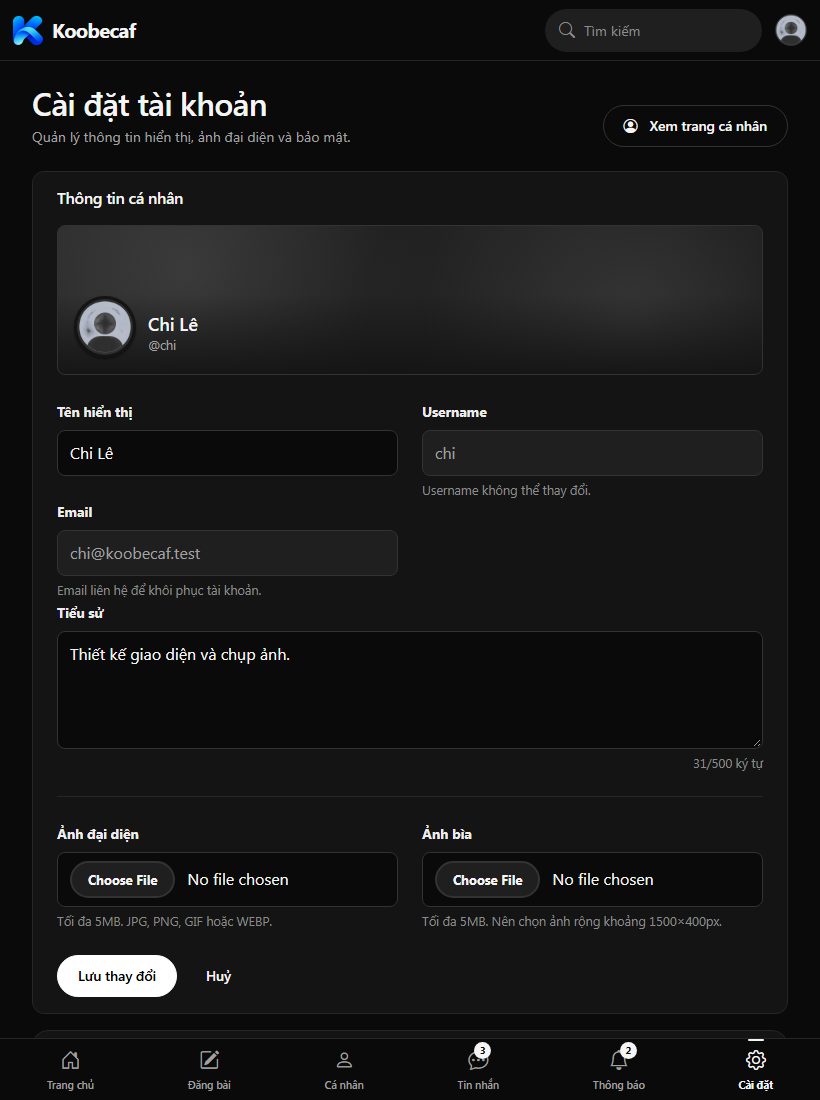 Koobecaf
Tìm kiếm
Cài đặt tài khoản
Quản lý thông tin hiển thị, ảnh đại diện và bảo mật.
Xem trang cá nhân
Thông tin cá nhân
Chi Lê
@chi
Tên hiển thị
Username
Chi Lê
chi
Username không thể thay đổi.
Email
chi@koobecaf.test
Email liên hệ để khôi phục tài khoản.
Tiểu sử
Thiết kế giao diện và chụp ảnh.
31/500 ký tự
Ảnh đại diện
Ảnh bìa
Choose File No file chosen
Choose File No file chosen
Tối đa 5MB. JPG, PNG, GIF hoặc WEBP.
Tối đa 5MB. Nên chọn ảnh rộng khoảng 1500×400px.
Lưu thay đổi
Huỷ
3
2
Trang chủ
Đăng bài
Cá nhân
Tin nhắn
Thông báo
Cài đặt